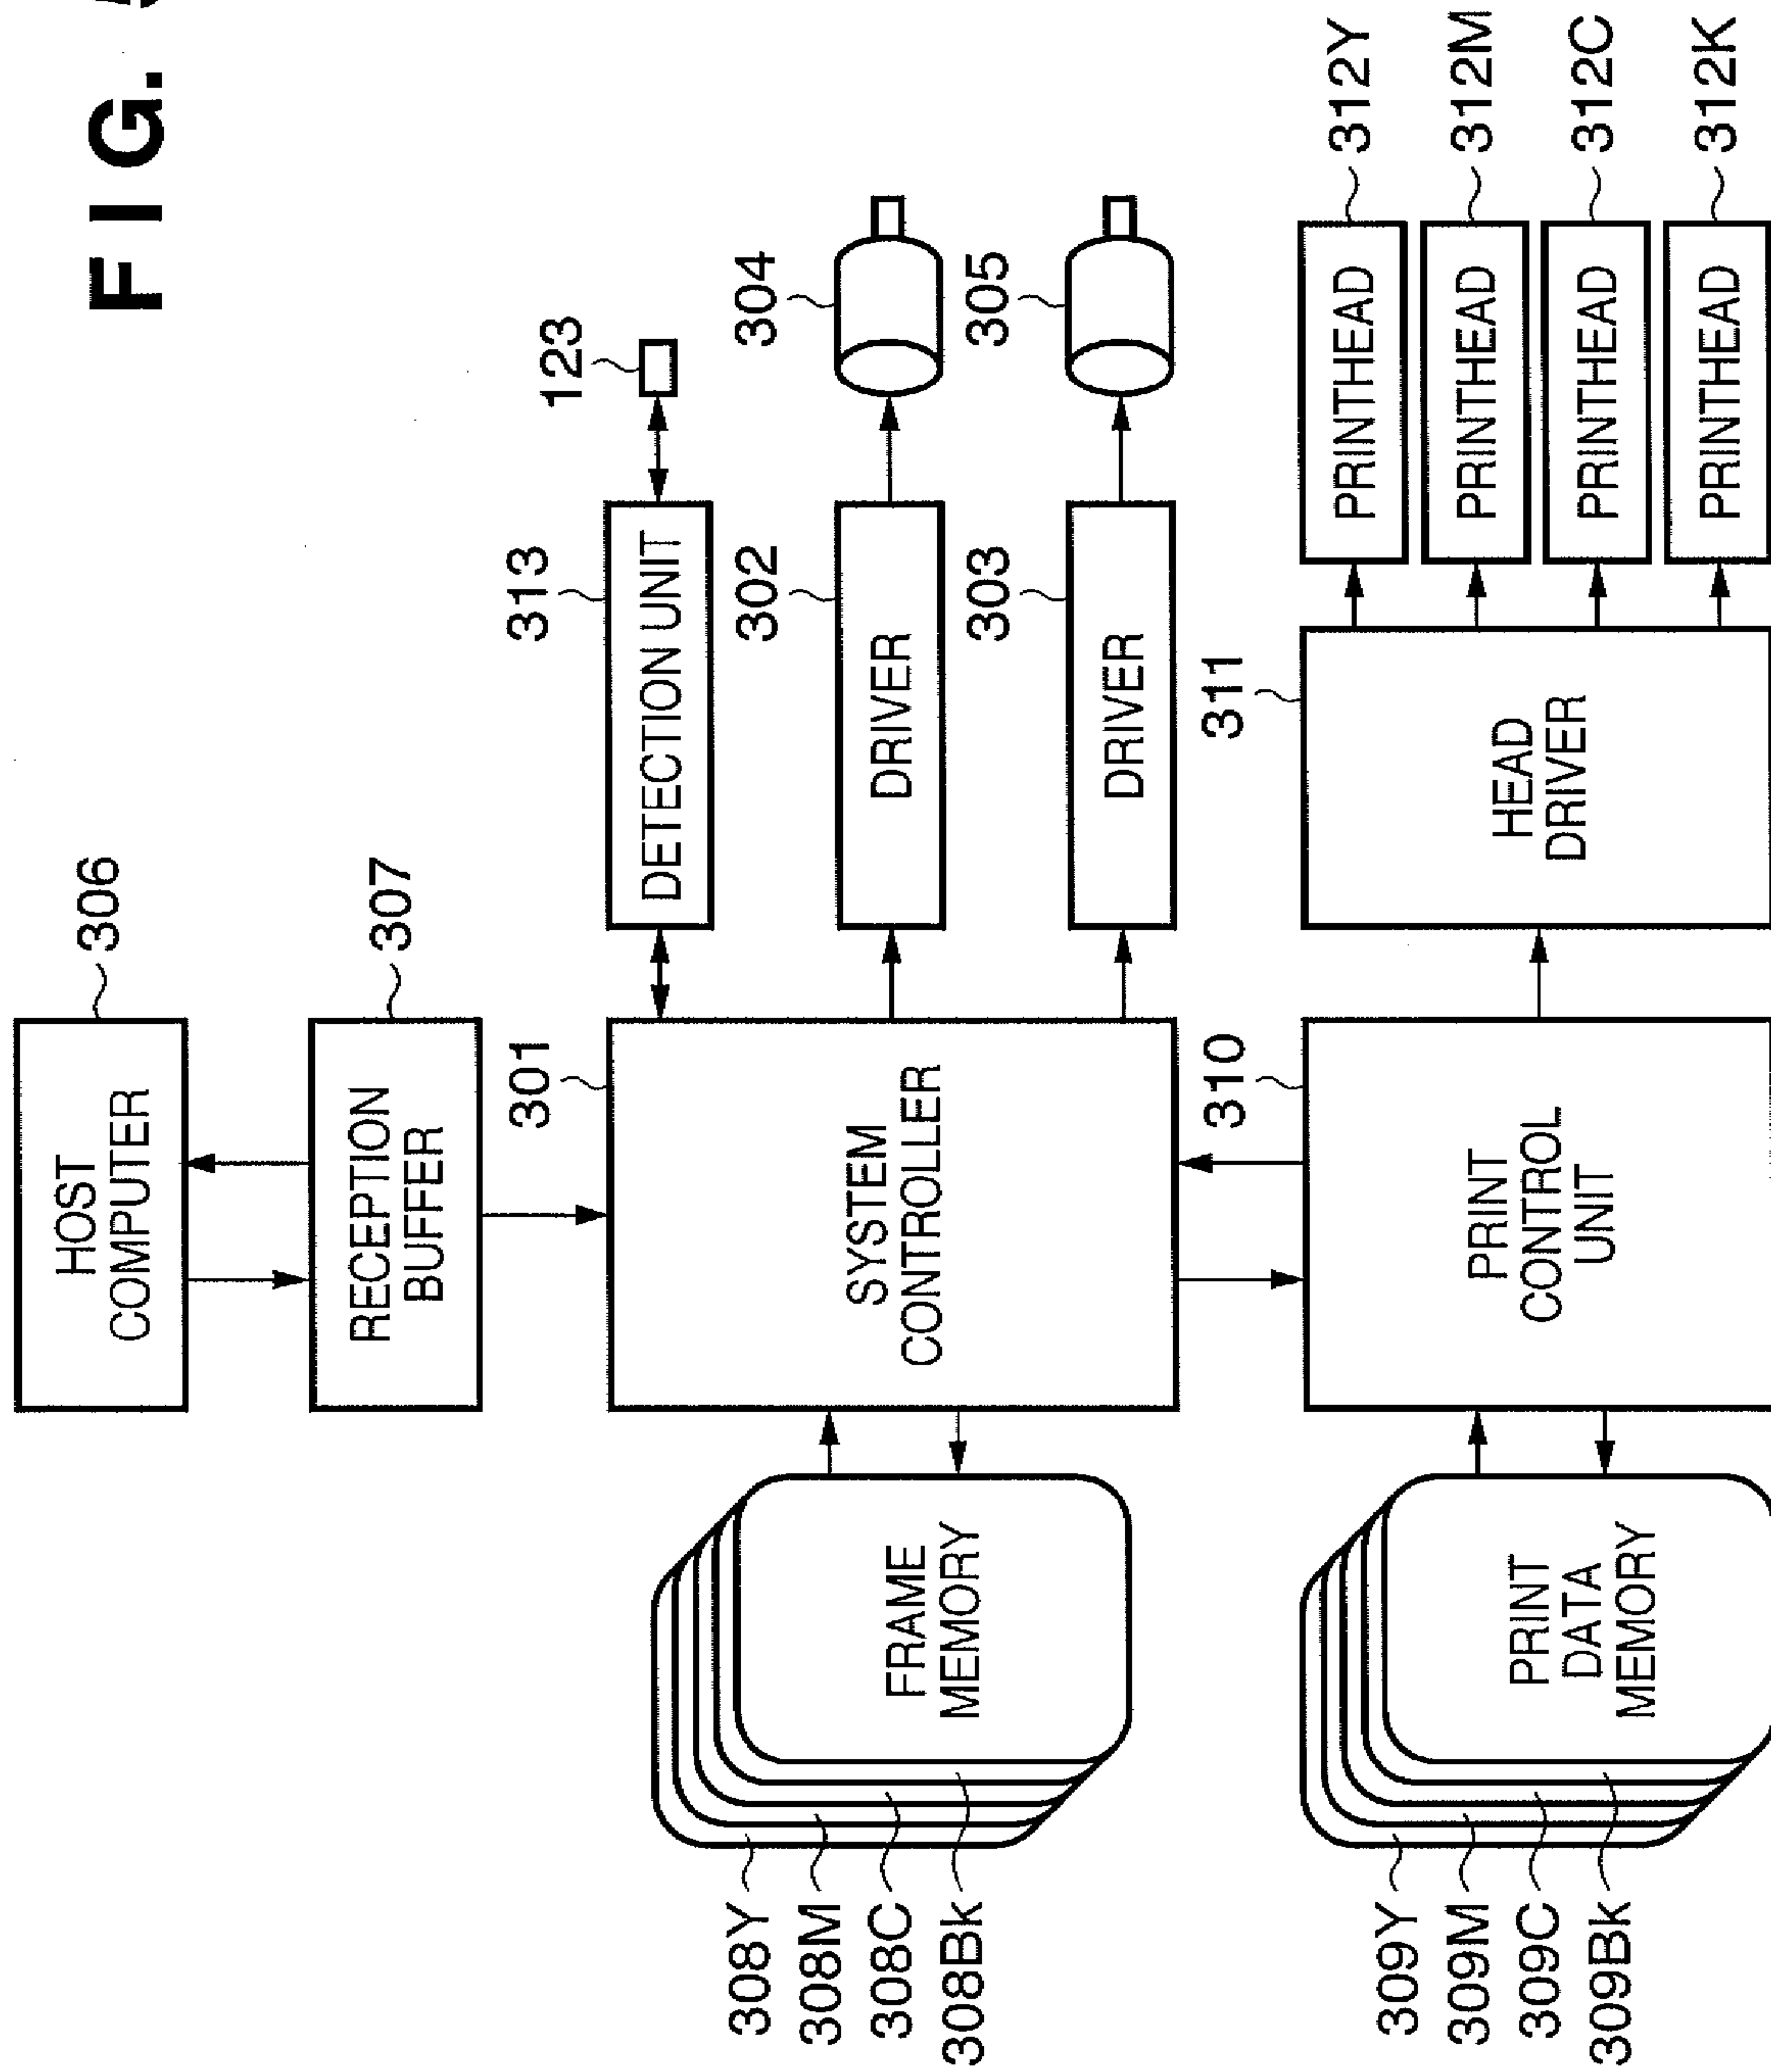 FIG.
HOST
COMPUTER
306
RECEPTION
BUFFER
307
301
SYSTEM
CONTROLLER
313
DETECTION UNIT
123
302
DRIVER
304
303
DRIVER
305
FRAME
MEMORY
308Y
308M
308C
308Bk
310
PRINT
CONTROL
UNIT
311
HEAD
DRIVER
PRINTHEAD
312Y
PRINTHEAD
312M
PRINTHEAD
312C
PRINTHEAD
312K
PRINT
DATA
MEMORY
309Y
309M
309C
309Bk